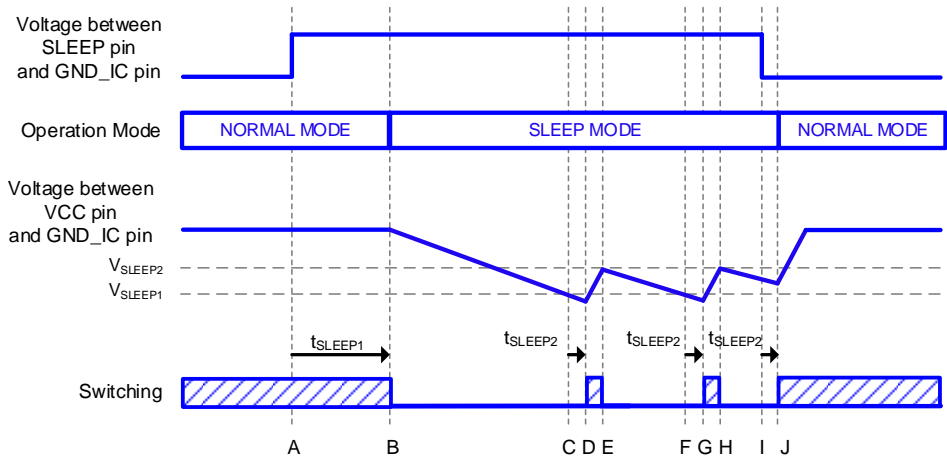 Voltage between
SLEEP pin
and GND_IC pin
Operation Mode
NORMAL MODE
SLEEP MODE
NORMAL MODE
Voltage between
VCC pin
and GND_IC pin
VSLEEP2
VSLEEP1
tSLEEP1
tSLEEP2
tSLEEP2
tSLEEP2
Switching
A B C D E F G H I J